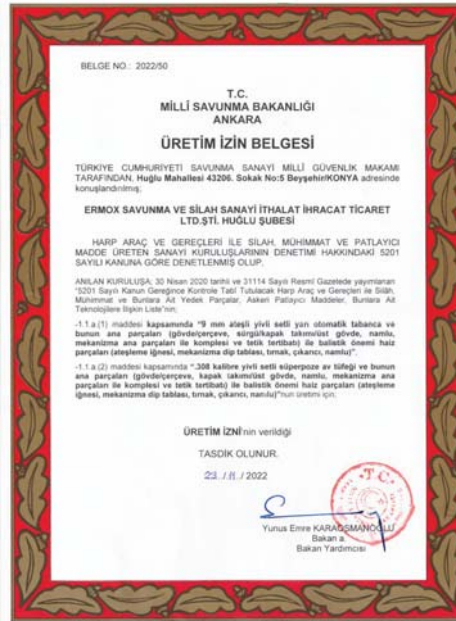 BELGE NO.: 2022/50
T.C.
MİLLÎ SAVUNMA BAKANLIĞI
ANKARA
ÜRETİM İZİN BELGESİ
TÜRKİYE CUMHURİYETİ SAVUNMA SANAYİ MİLLÎ GÜVENLİK MAKAMI
TARAFINDAN, Huğlu Mahallesi 43206. Sokak No:5 Beyşehir/KONYA adresinde
konuşlandırılmış;
ERMOX SAVUNMA VE SİLAH SANAYİ İTHALAT İHRACAT TİCARET
LTD.ŞTİ. HUĞLU ŞUBESİ
HARP ARAÇ VE GEREÇLERİ İLE SİLAH, MÜHİMMAT VE PATLAYICI
MADDE ÜRETEN SANAYİ KURULUŞLARININ DENETİMİ HAKKINDAKİ 5201
SAYILI KANUNA GÖRE DENETLENMİŞ OLUP,
ANILAN KURULUŞA; 30 Nisan 2020 tarihli ve 31114 Sayılı Resmî Gazetede yayımlanan
"5201 Sayılı Kanun Gereğince Kontrole Tabi Tutulacak Harp Araç ve Gereçleri ile Silâh,
Mühimmat ve Bunlara Ait Yedek Parçalar, Askeri Patlayıcı Maddeler, Bunlara Ait
Teknolojilere İlişkin Liste"nin;
-1.1.a.(1) maddesi kapsamında "9 mm ateşli yivli setli yarı otomatik tabanca ve
bunun ana parçaları (gövde/çerçeve, sürgü/kapak takımı/üst gövde, namlu,
mekanizma ana parçaları ile komplesi ve tetik tertibatı) ile balistik önemi haiz
parçaları (ateşleme iğnesi, mekanizma dip tablası, tırnak, çıkarıcı, namlu)".
-1.1.a.(2) maddesi kapsamında ".308 kalibre yivli setli süperpoze av tüfeği ve bunun
ana parçaları (gövde/çerçeve, kapak takımı/üst gövde, namlu, mekanizma ana
parçaları ile komplesi ve tetik tertibatı) ile balistik önemi haiz parçaları (ateşleme
iğnesi, mekanizma dip tablası, tırnak, çıkarıcı, namlu)"nun üretimi için;
ÜRETİM İZNİ'nin verildiği
TASDİK OLUNUR.
23 / 11 / 2022
T.C.
Yunus Emre KARAOSMANOĞLU
Bakan a.
Bakan Yardımcısı